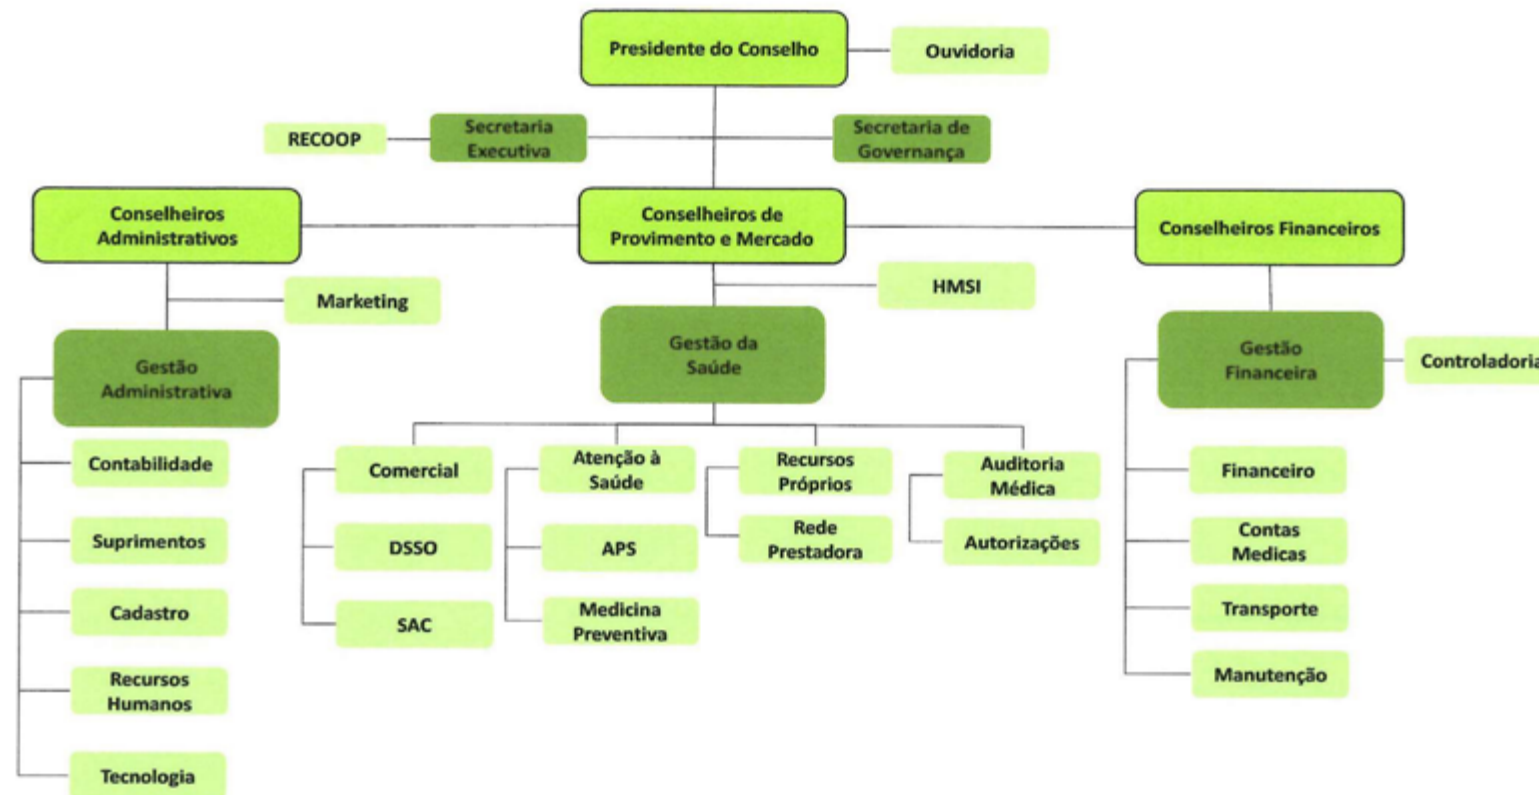 Presidente do Conselho
Ouvidoria
RECOOP
Secretaria
Executiva
Secretaria de
Governança
Conselheiros
Administrativos
Conselheiros de
Provimento e Mercado
Conselheiros Financeiros
Marketing
HMSI
Gestão
Administrativa
Gestão da
Saúde
Gestão
Financeira
Controladoria
Contabilidade
Suprimentos
Cadastro
Recursos
Humanos
Tecnologia
Comercial
DSSO
SAC
Atenção à
Saúde
APS
Medicina
Preventiva
Recursos
Próprios
Rede
Prestadora
Auditoria
Médica
Autorizações
Financeiro
Contas
Medicas
Transporte
Manutenção